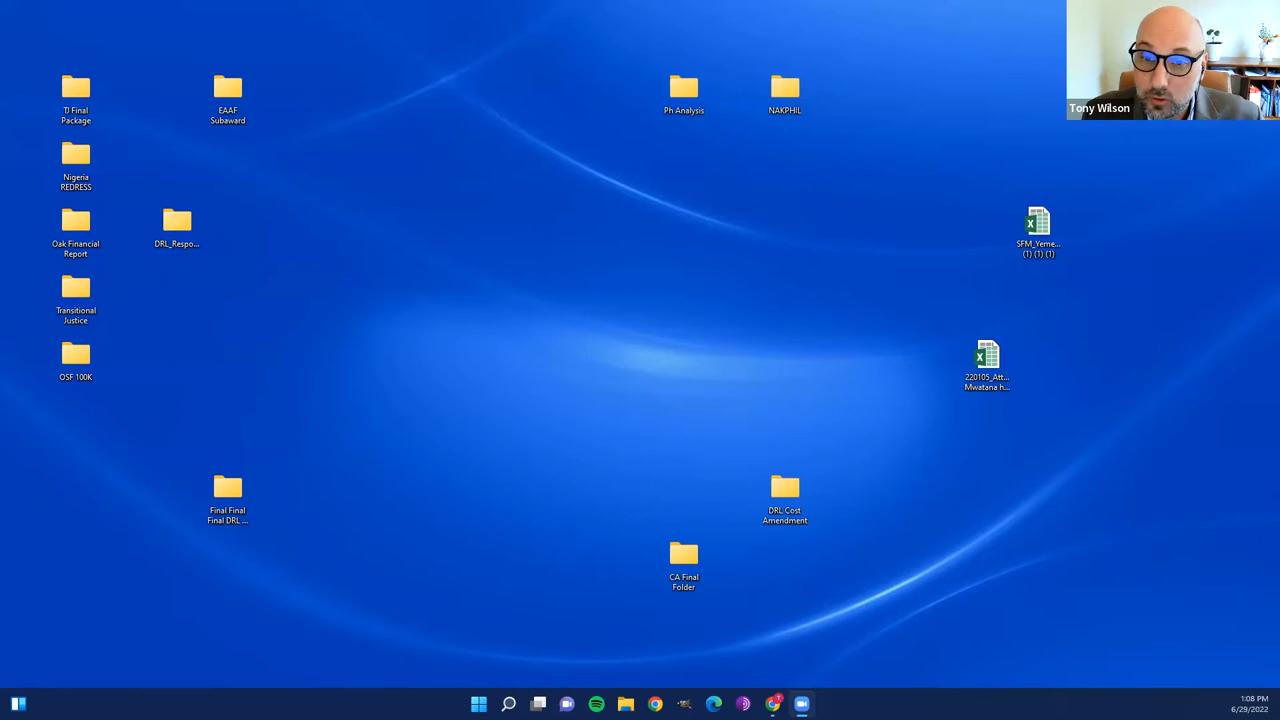 TJ Final
Package
EAAF
Subaward
Ph Analysis
NAKPHIL
Tony Wilson
Nigeria
REDRESS
Oak Financial
Report
DRL_Respo...
SFM_Yeme...
(1) (1) (1)
Transitional
Justice
OSF 100K
220105_Att...
Mwatana h...
Final Final
Final DRL ...
DRL Cost
Amendment
CA Final
Folder
1:08 PM
6/29/2022